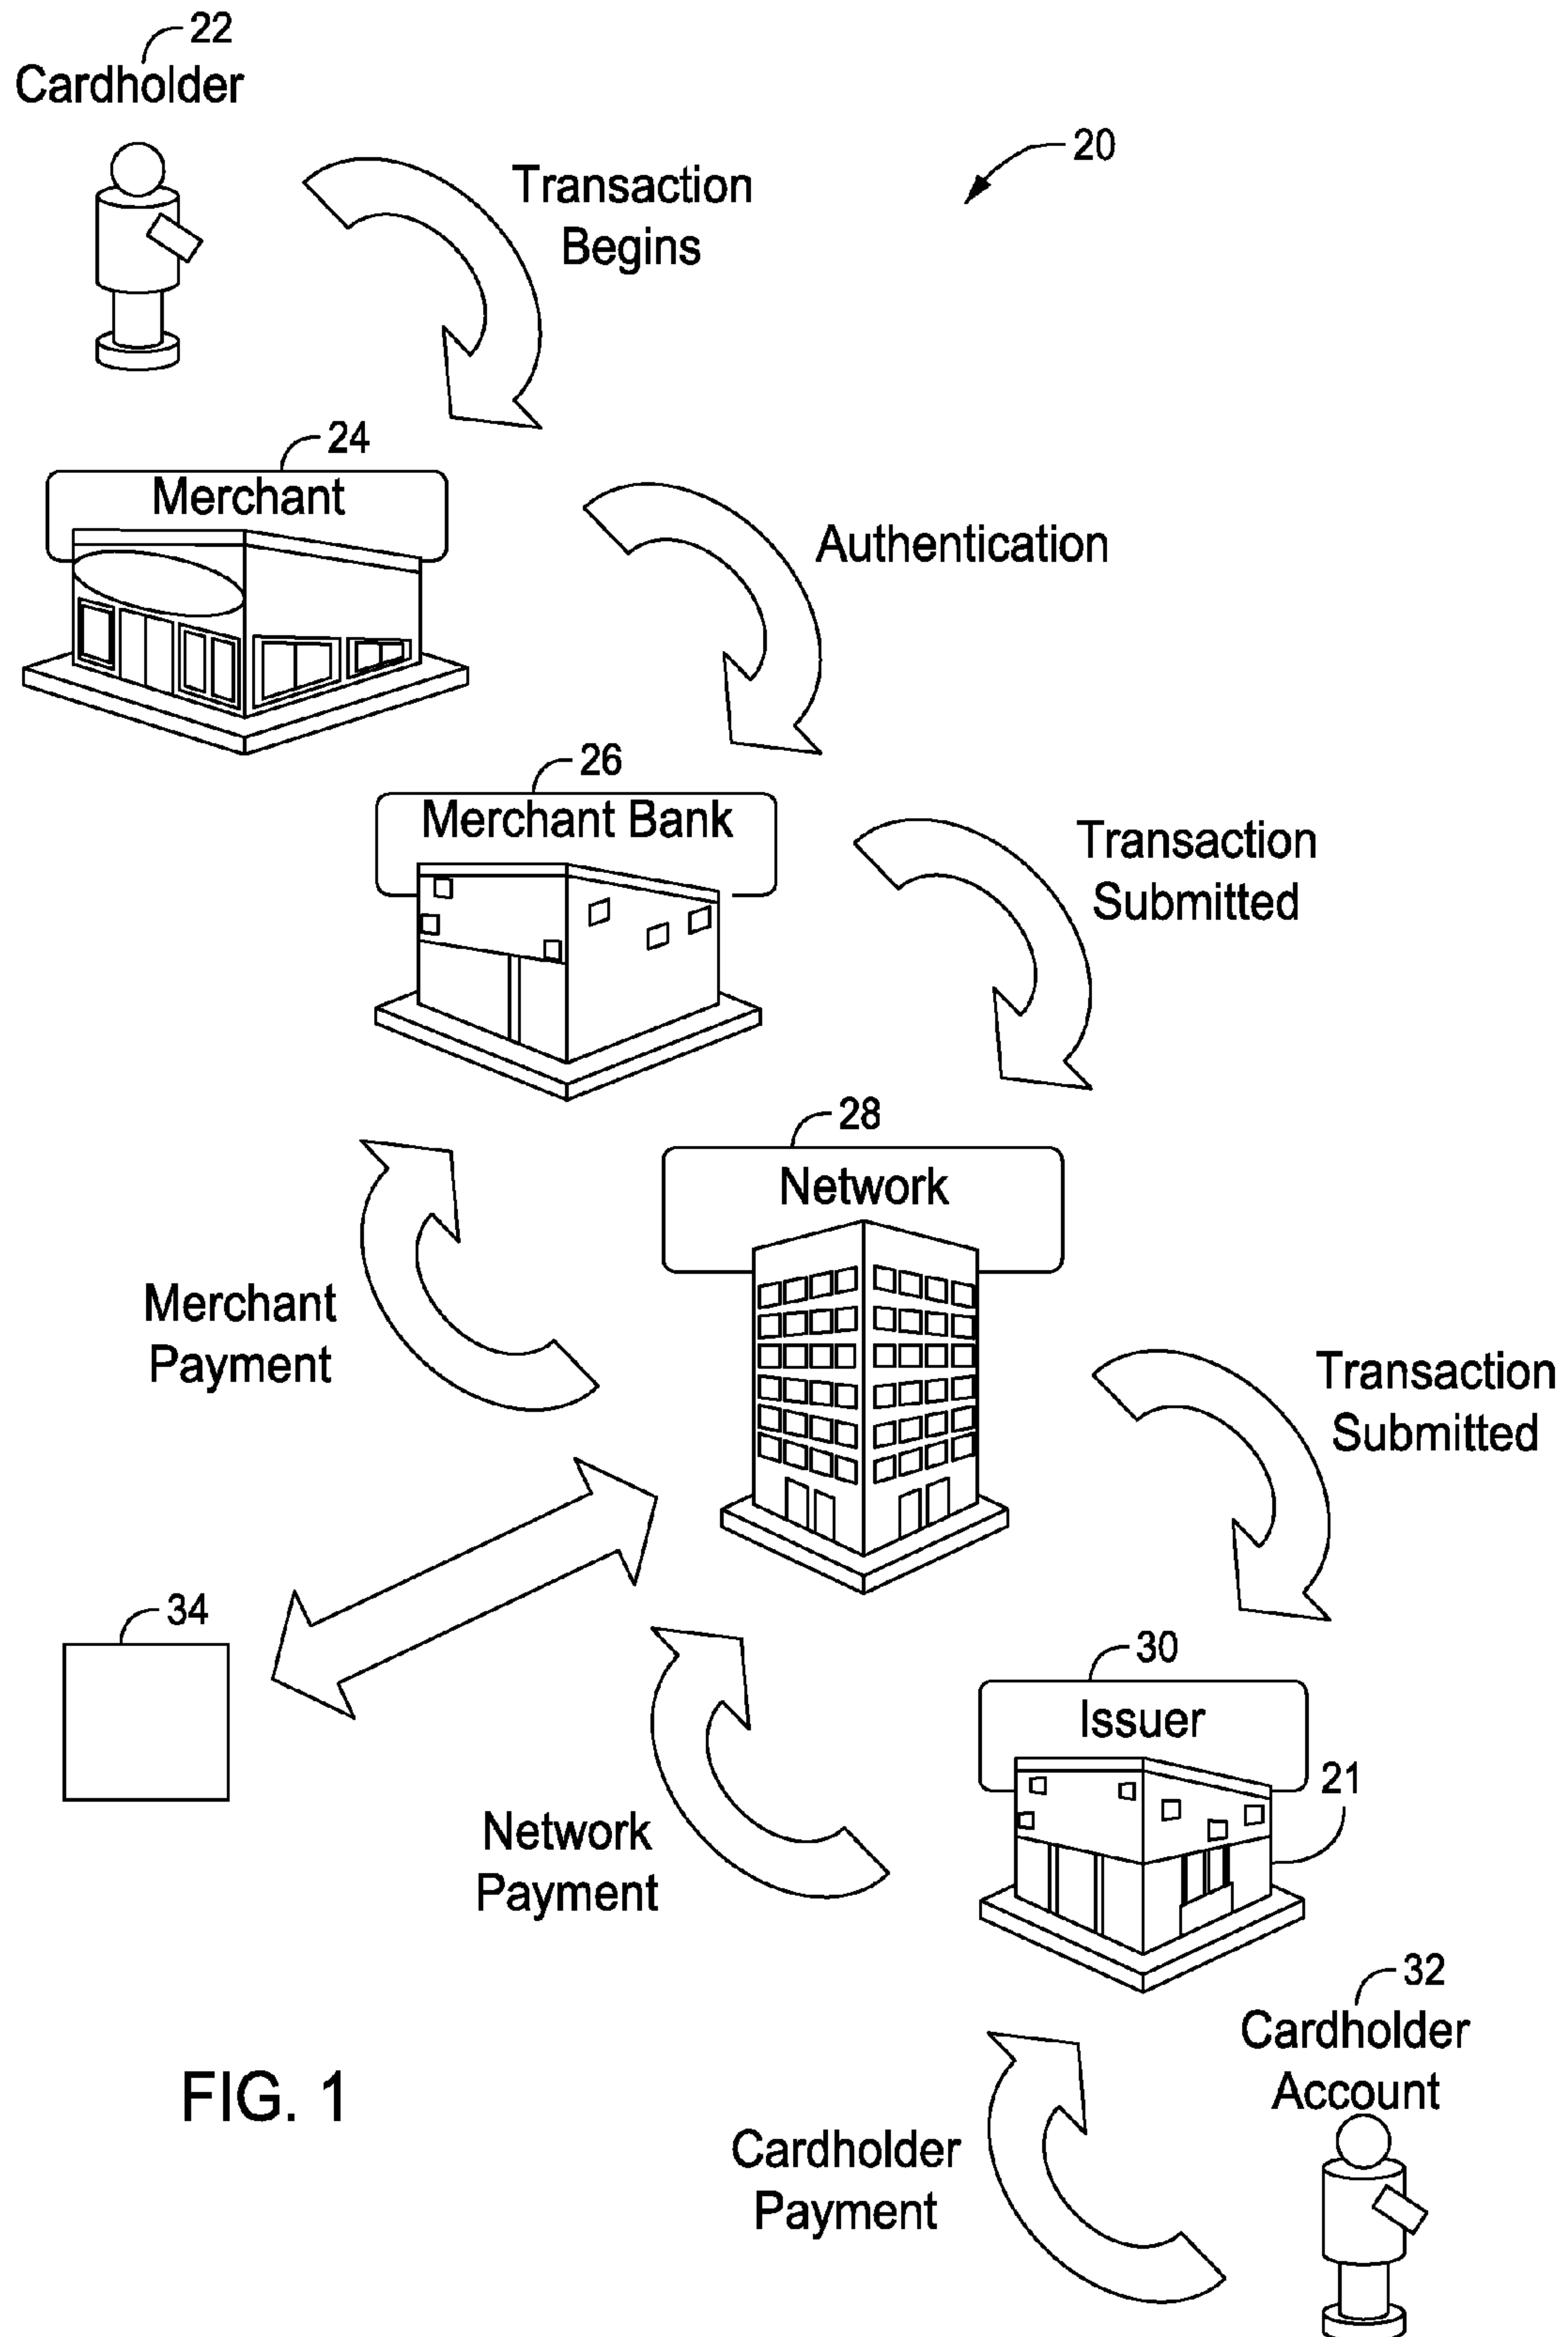 22
Cardholder
20
Transaction
Begins
24
Merchant
Authentication
26
Merchant Bank
Transaction
Submitted
28
Network
Merchant
Payment
Transaction
Submitted
34
30
Issuer
21
Network
Payment
32
Cardholder
Account
FIG. 1
Cardholder
Payment